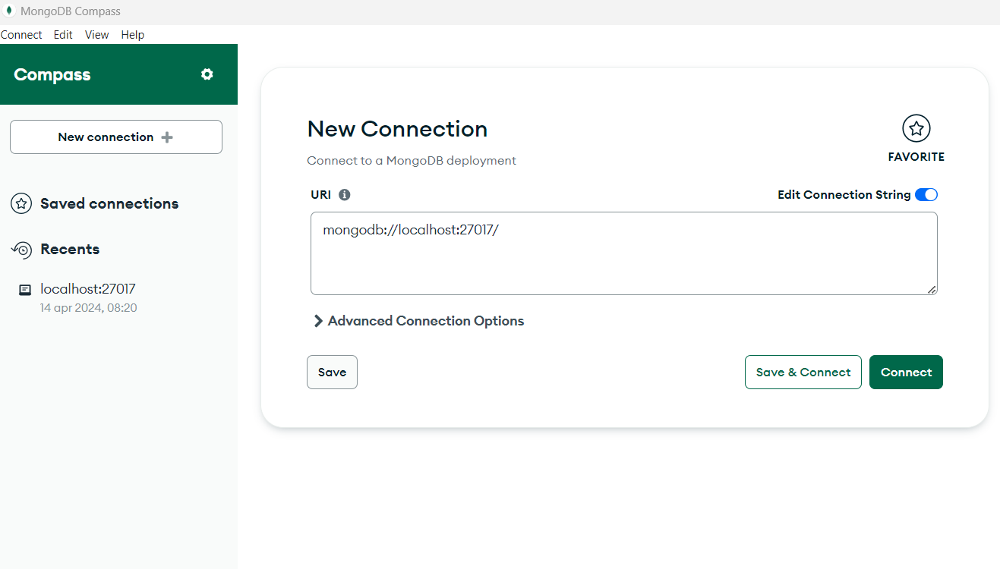 MongoDB Compass
Connect Edit View Help
Compass
New connection
Saved connections
Recents
localhost:27017
14 apr 2024, 08:20
New Connection
Connect to a MongoDB deployment
FAVORITE
URI
Edit Connection String
mongodb://localhost:27017/
Advanced Connection Options
Save
Save & Connect
Connect